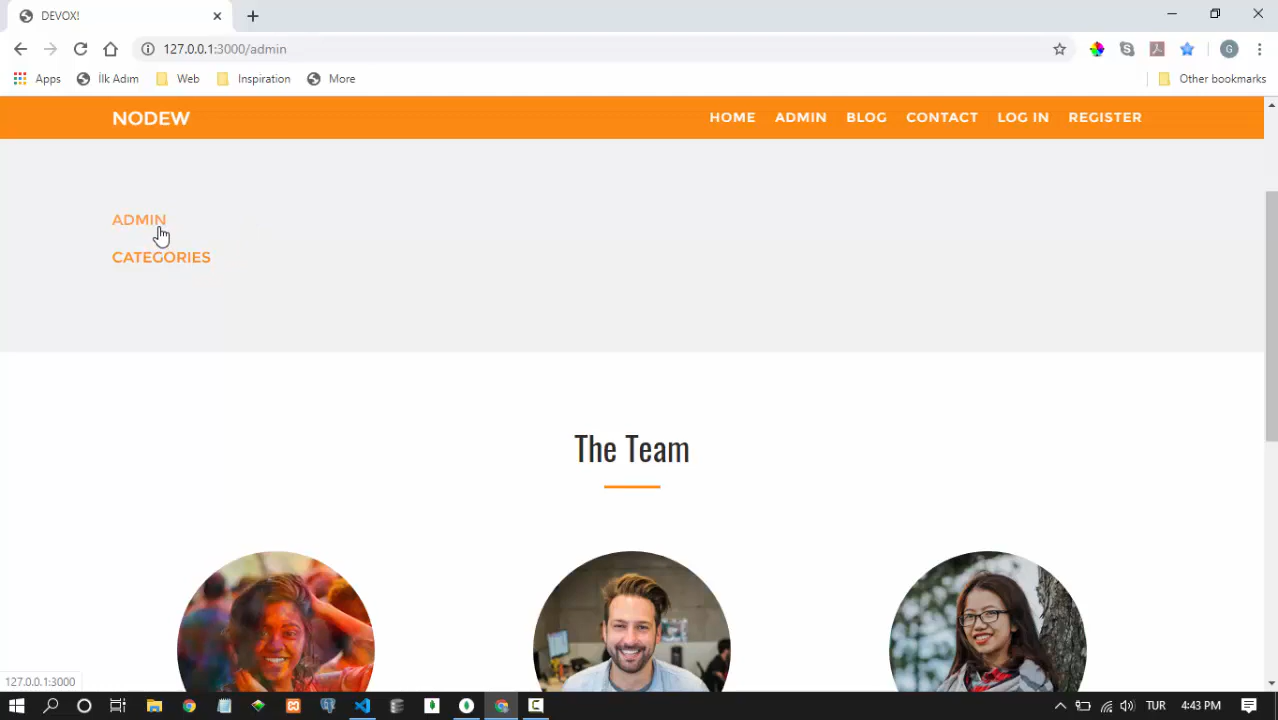 DEVOX!
127.0.0.1:3000/admin
G
Apps İlk Adım Web Inspiration More Other bookmarks
NODEW HOME ADMIN BLOG CONTACT LOG IN REGISTER
ADMIN
CATEGORIES
The Team
127.0.0.1:3000
TUR 4:43 PM